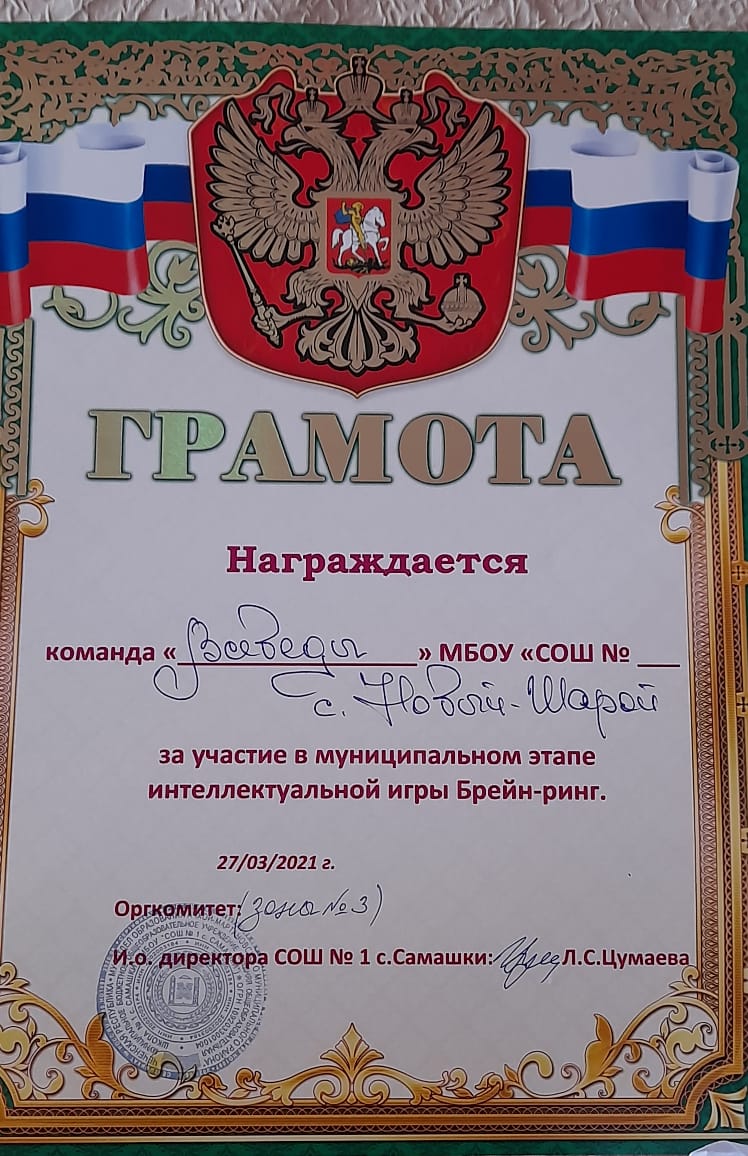 ГРАМОТА
Награждается
команда «Всеведы» МБОУ «СОШ № ___
с. Новый-Шарой
за участие в муниципальном этапе
интеллектуальной игры Брейн-ринг.
27/03/2021 г.
Оргкомитет: (зона №3)
И.о. директора СОШ № 1 с.Самашки: Л.С.Цумаева